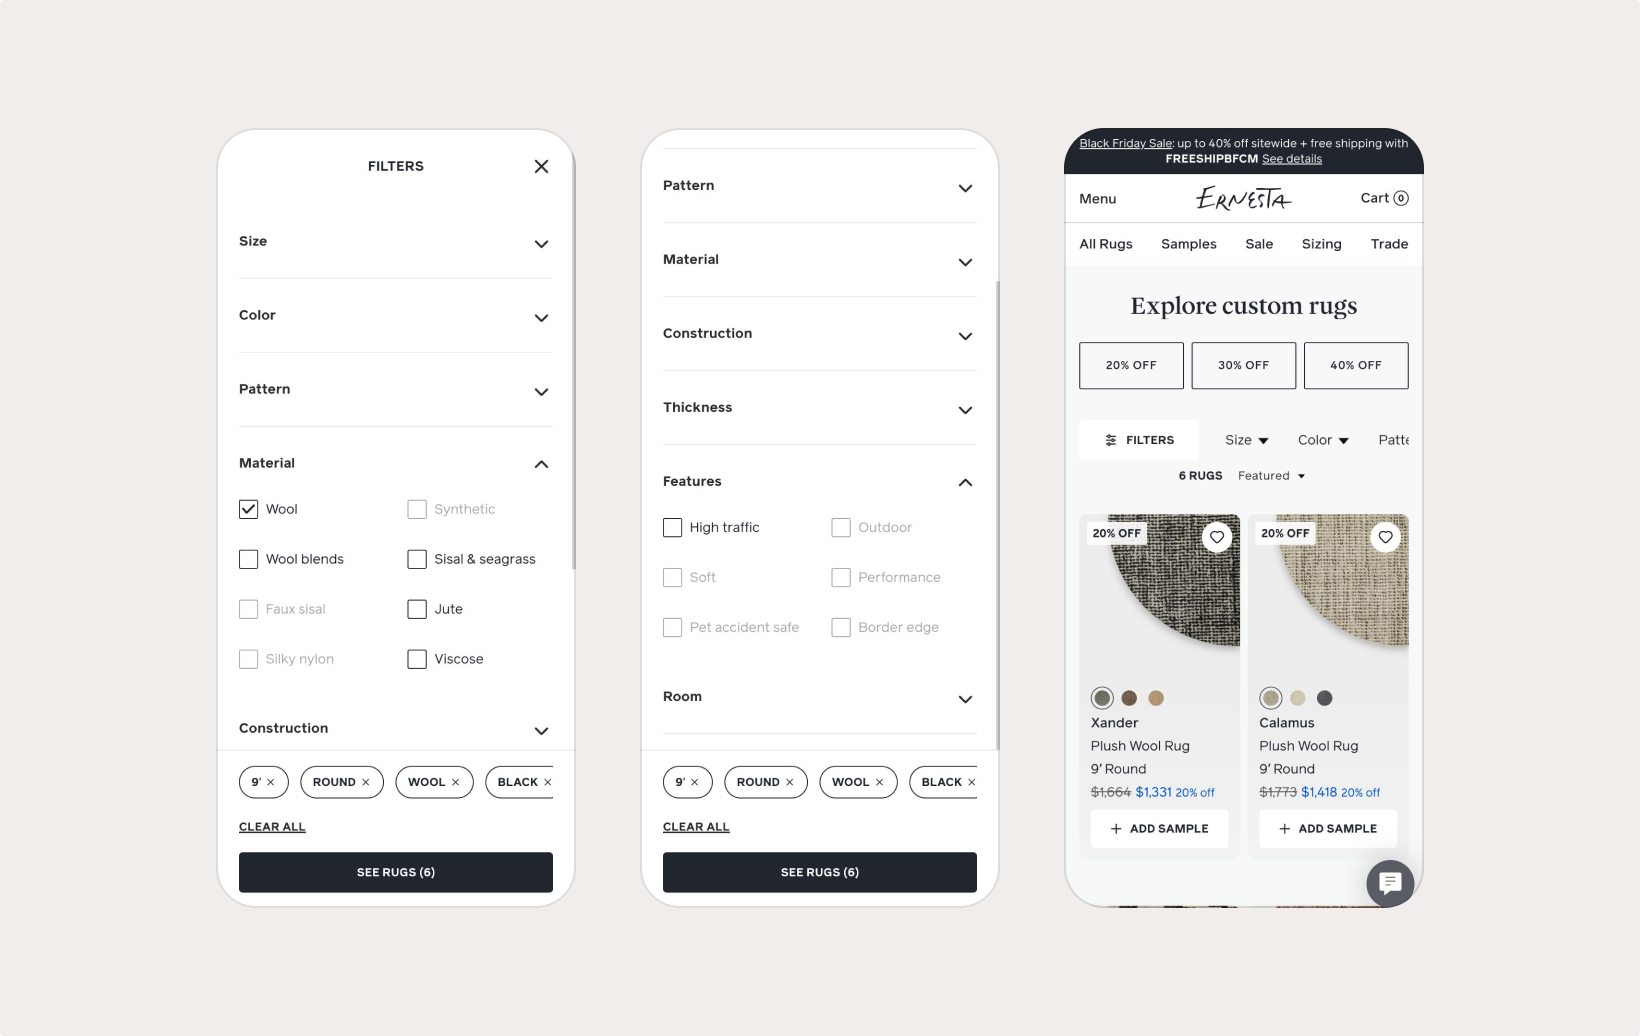 FILTERS
Size
Color
Pattern
Material
Wool
Synthetic
Wool blends
Sisal & seagrass
Faux sisal
Jute
Silky nylon
Viscose
Construction
9′ ×
ROUND ×
WOOL ×
BLACK ×
CLEAR ALL
SEE RUGS (6)
Pattern
Material
Construction
Thickness
Features
High traffic
Outdoor
Soft
Performance
Pet accident safe
Border edge
Room
9′ ×
ROUND ×
WOOL ×
BLACK ×
CLEAR ALL
SEE RUGS (6)
Black Friday Sale: up to 40% off sitewide + free shipping with
FREESHIPBFCM See details
Menu
ERNESTA
Cart 0
All Rugs
Samples
Sale
Sizing
Trade
Explore custom rugs
20% OFF
30% OFF
40% OFF
FILTERS
Size
Color
Patte
6 RUGS
Featured
20% OFF
Xander
Plush Wool Rug
9′ Round
$1,664 $1,331 20% off
+ ADD SAMPLE
20% OFF
Calamus
Plush Wool Rug
9′ Round
$1,773 $1,418 20% off
+ ADD SAMPLE